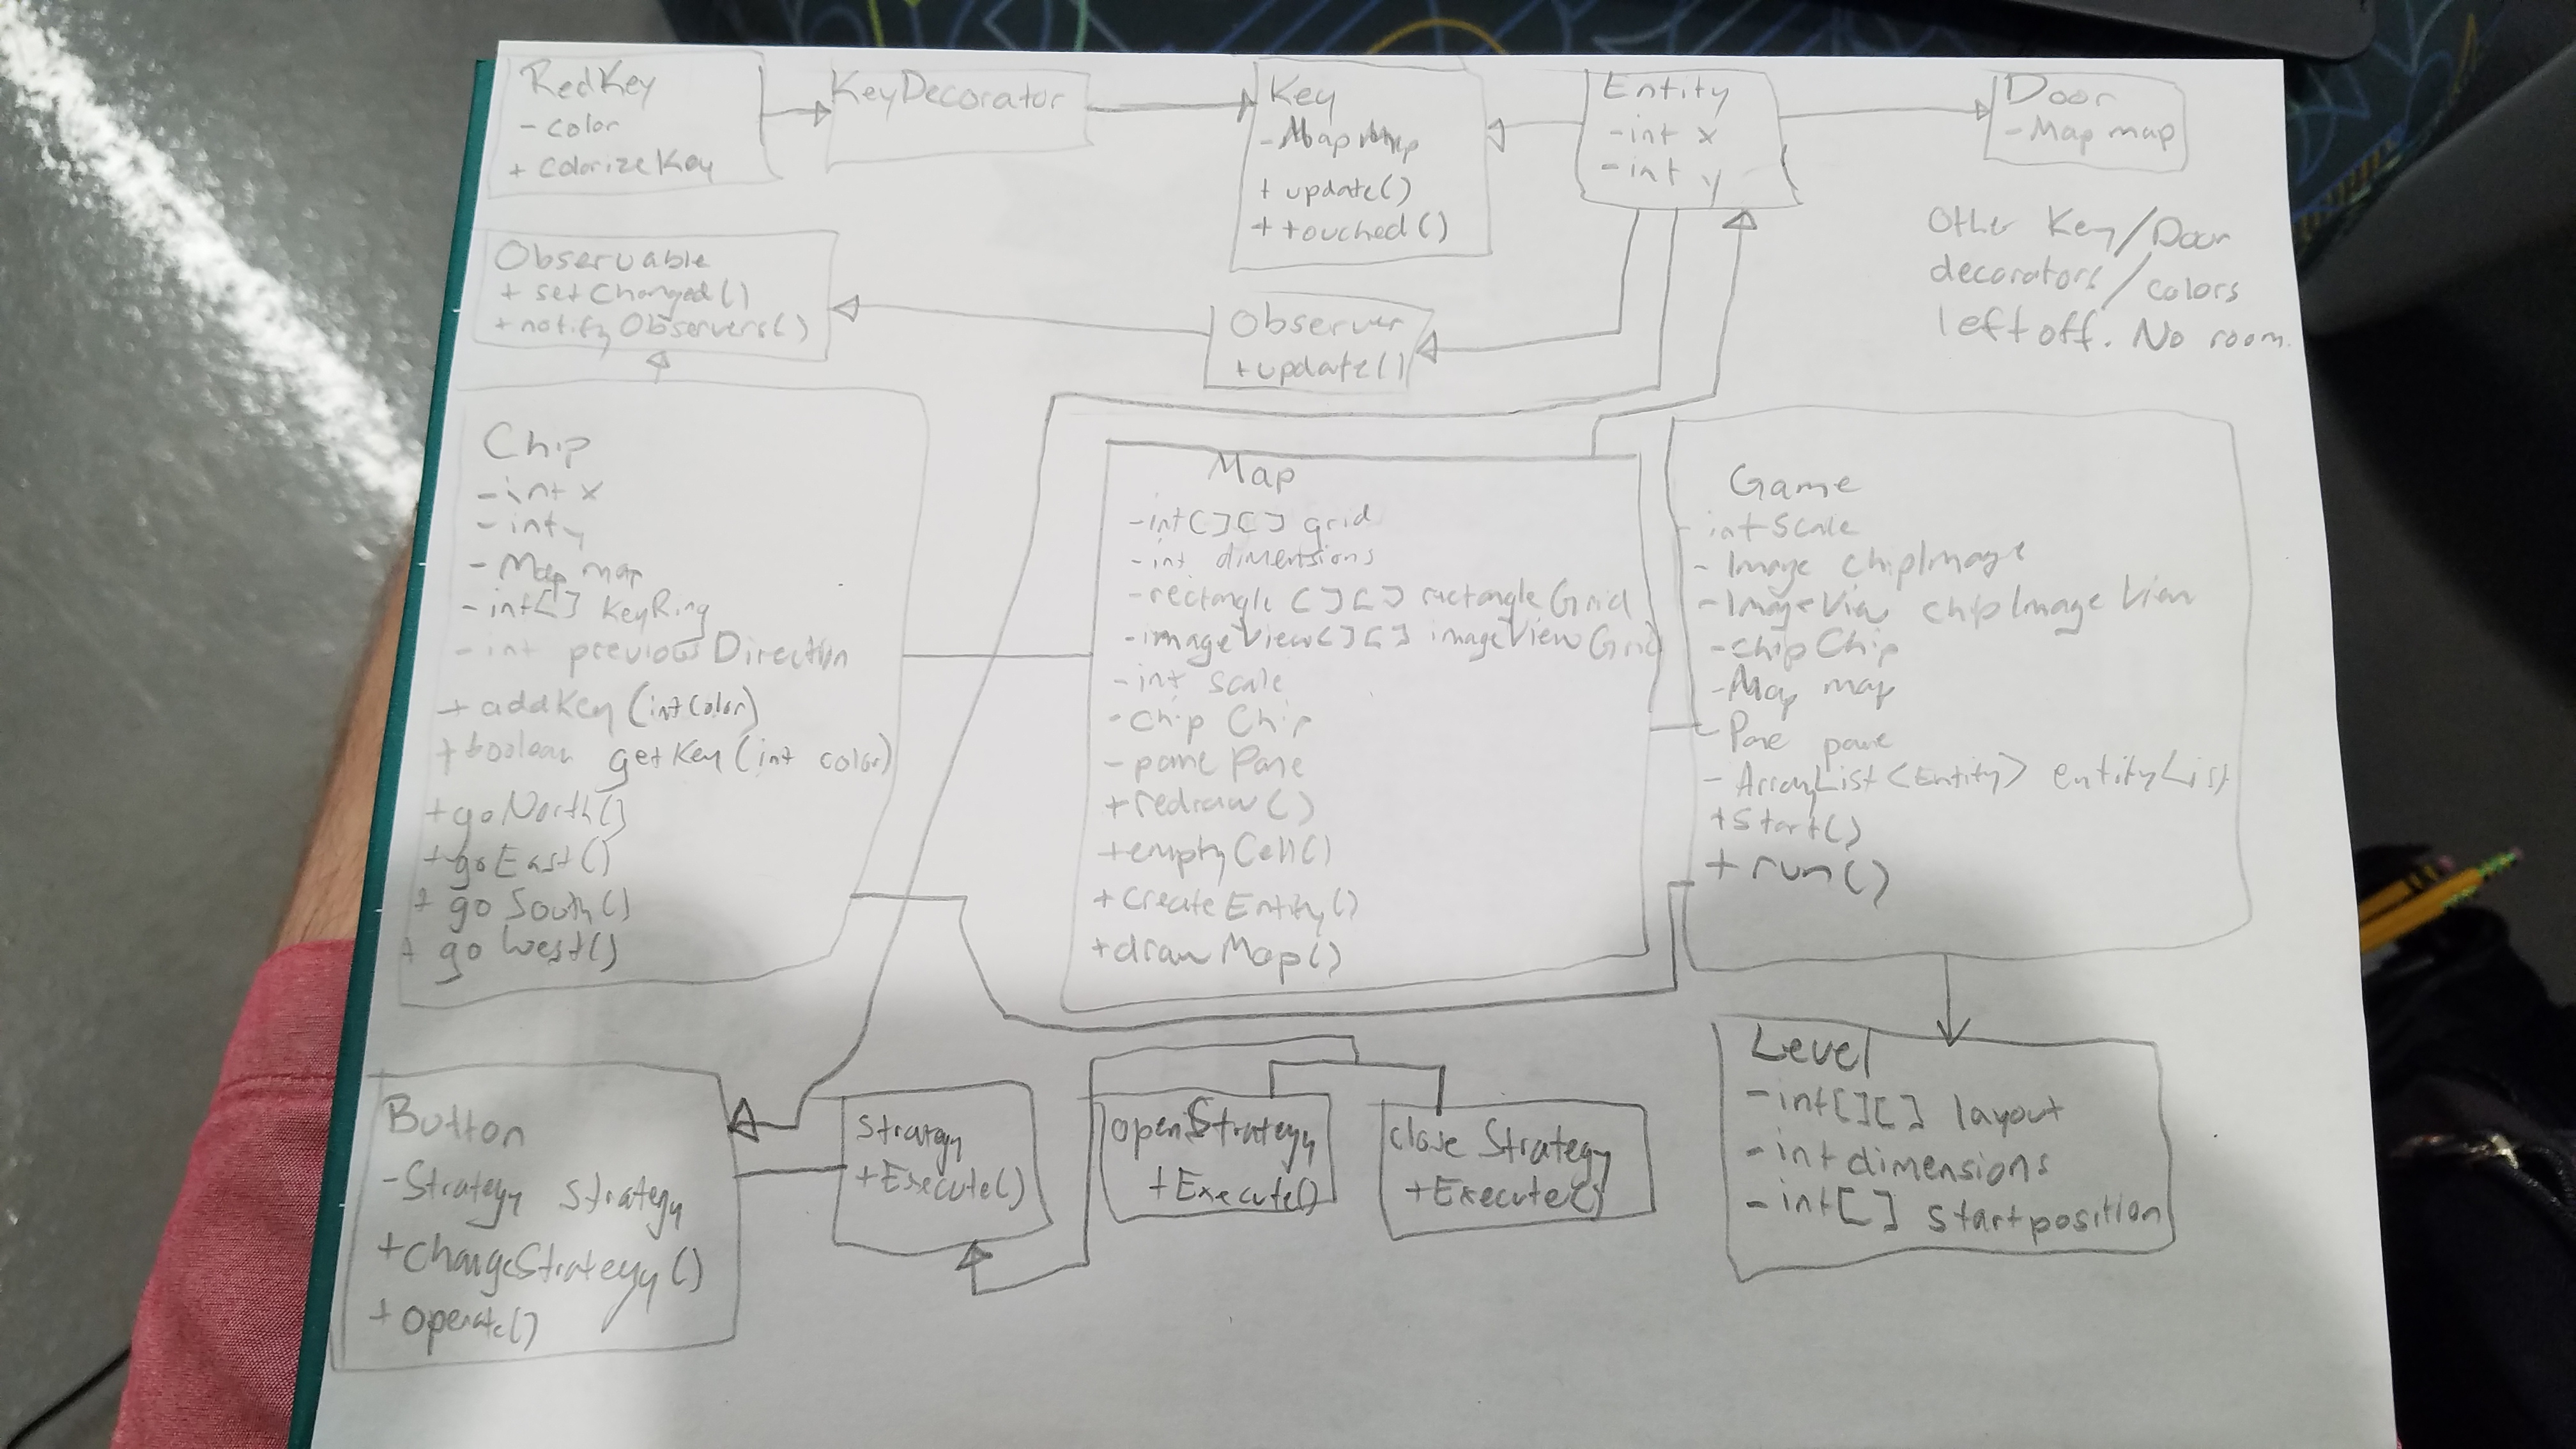 RedKey
- color
+ colorizeKey
KeyDecorator
Key
- Map map
+ update()
+ touched()
Entity
- int x
- int y
Door
- Map map
Other Key/Door
decorators/colors
left off. No room.
Observable
+ setChanged()
+ notifyObservers()
Observer
+ update()
Chip
- int x
- int y
- Map map
- int[] KeyRing
- int previousDirection
+ addKey(int color)
+ boolean getKey(int color)
+ goNorth()
+ goEast()
+ goSouth()
+ goWest()
Map
- int[][] grid
- int dimensions
- rectangle[][] rectangleGrid
- imageView[][] imageViewGrid
- int scale
- chip Chip
- pane Pane
+ redraw()
+ emptyCell()
+ createEntity()
+ drawMap()
Game
- int scale
- Image chipImage
- ImageView chipImageView
- chip Chip
- Map map
- Pane pane
- ArrayList<Entity> entityList
+ start()
+ run()
Button
- Strategy strategy
+ changeStrategy()
+ operate()
Strategy
+ Execute()
openStrategy
+ Execute()
close Strategy
+ Execute()
Level
- int[][] layout
- int dimensions
- int[] startposition